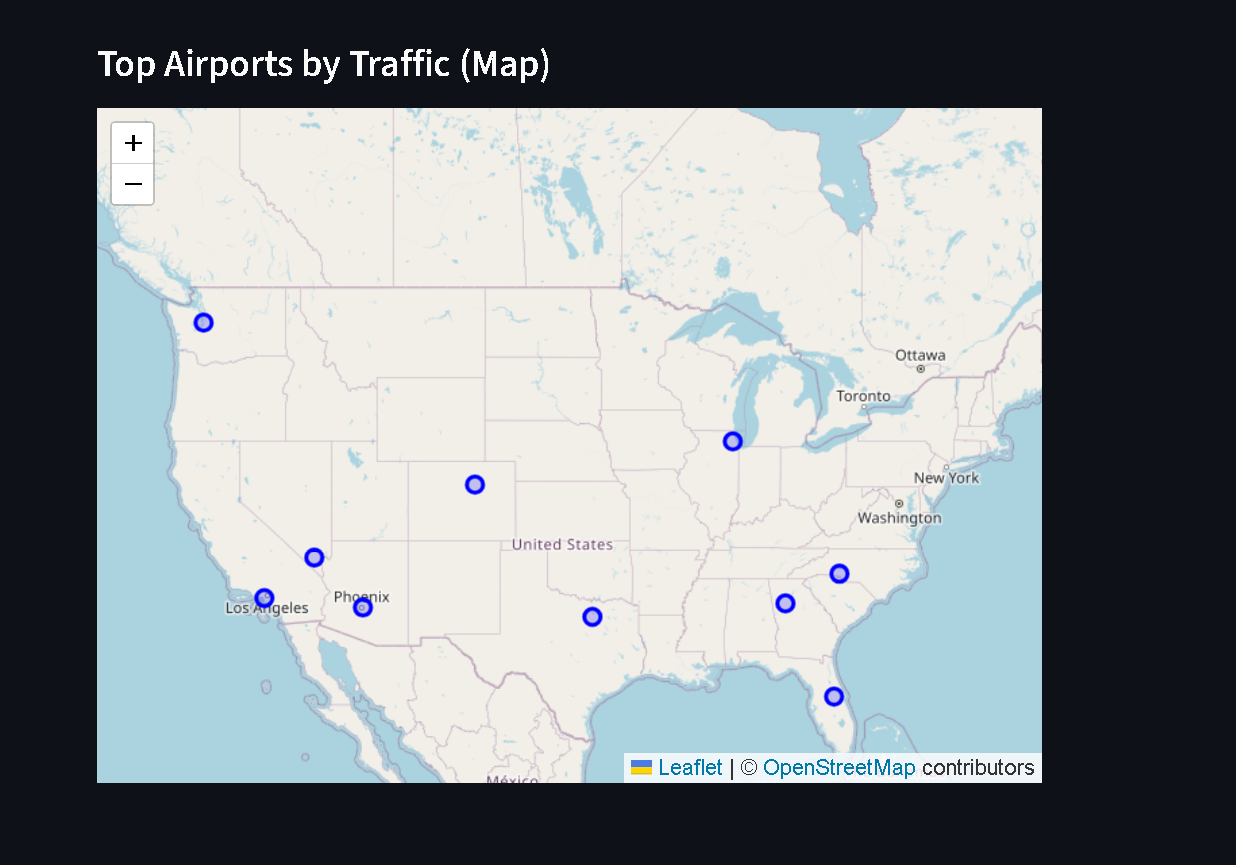 Top Airports by Traffic (Map)
+
−
Ottawa
Toronto
New York
Washington
United States
Phoenix
Los Angeles
México
Leaflet | © OpenStreetMap contributors